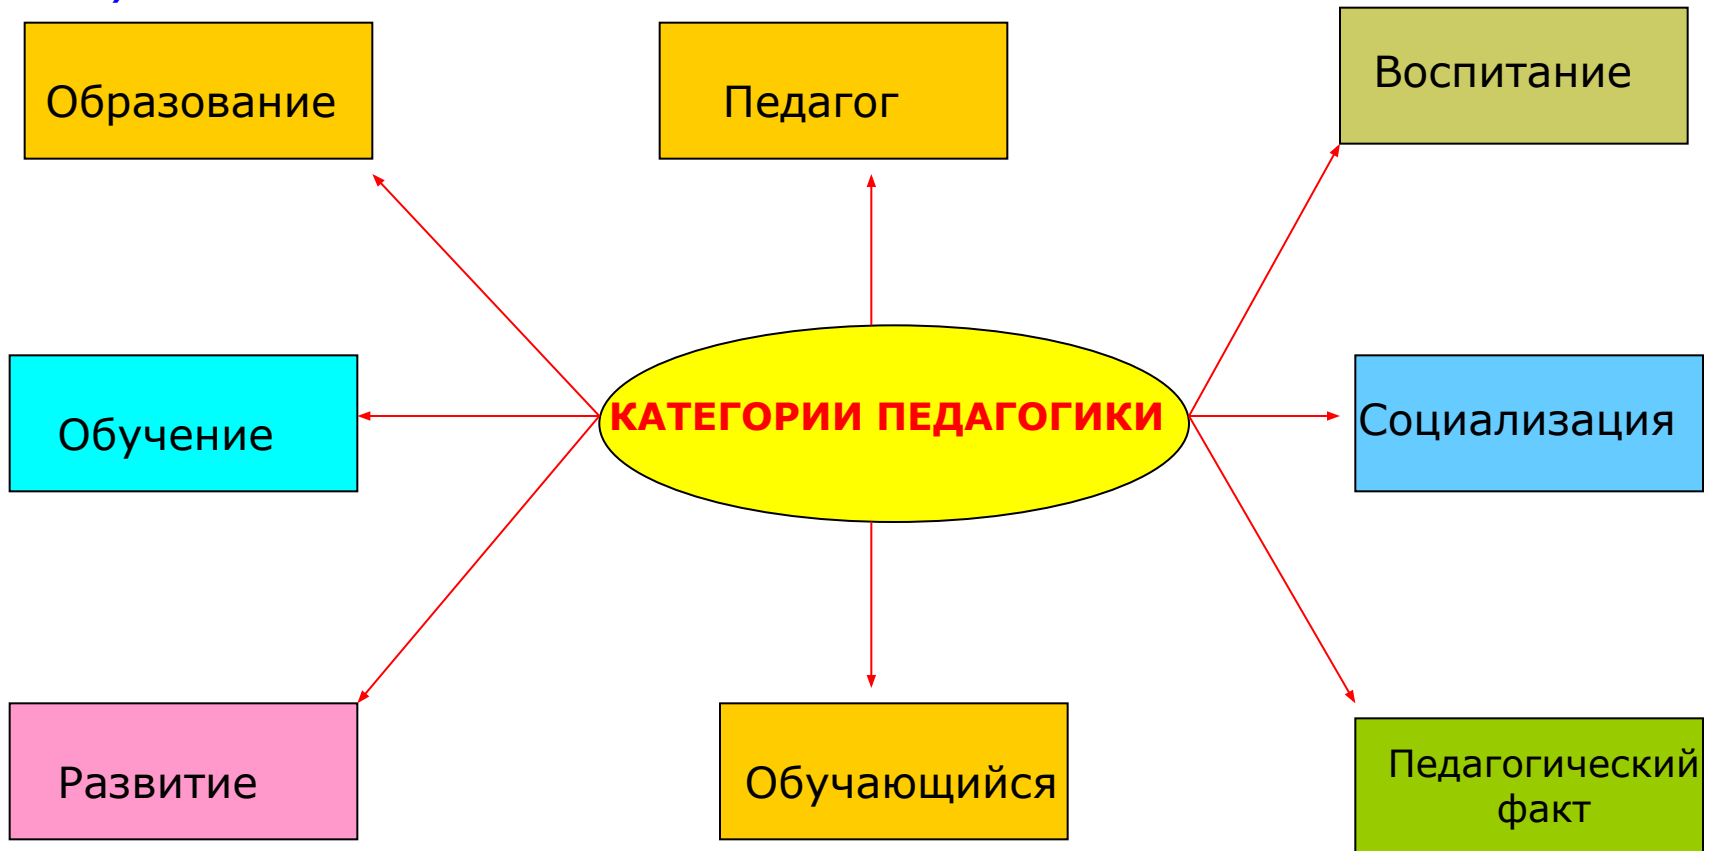 Образование
Педагог
Воспитание
Обучение
КАТЕГОРИИ ПЕДАГОГИКИ
Социализация
Развитие
Обучающийся
Педагогический
факт